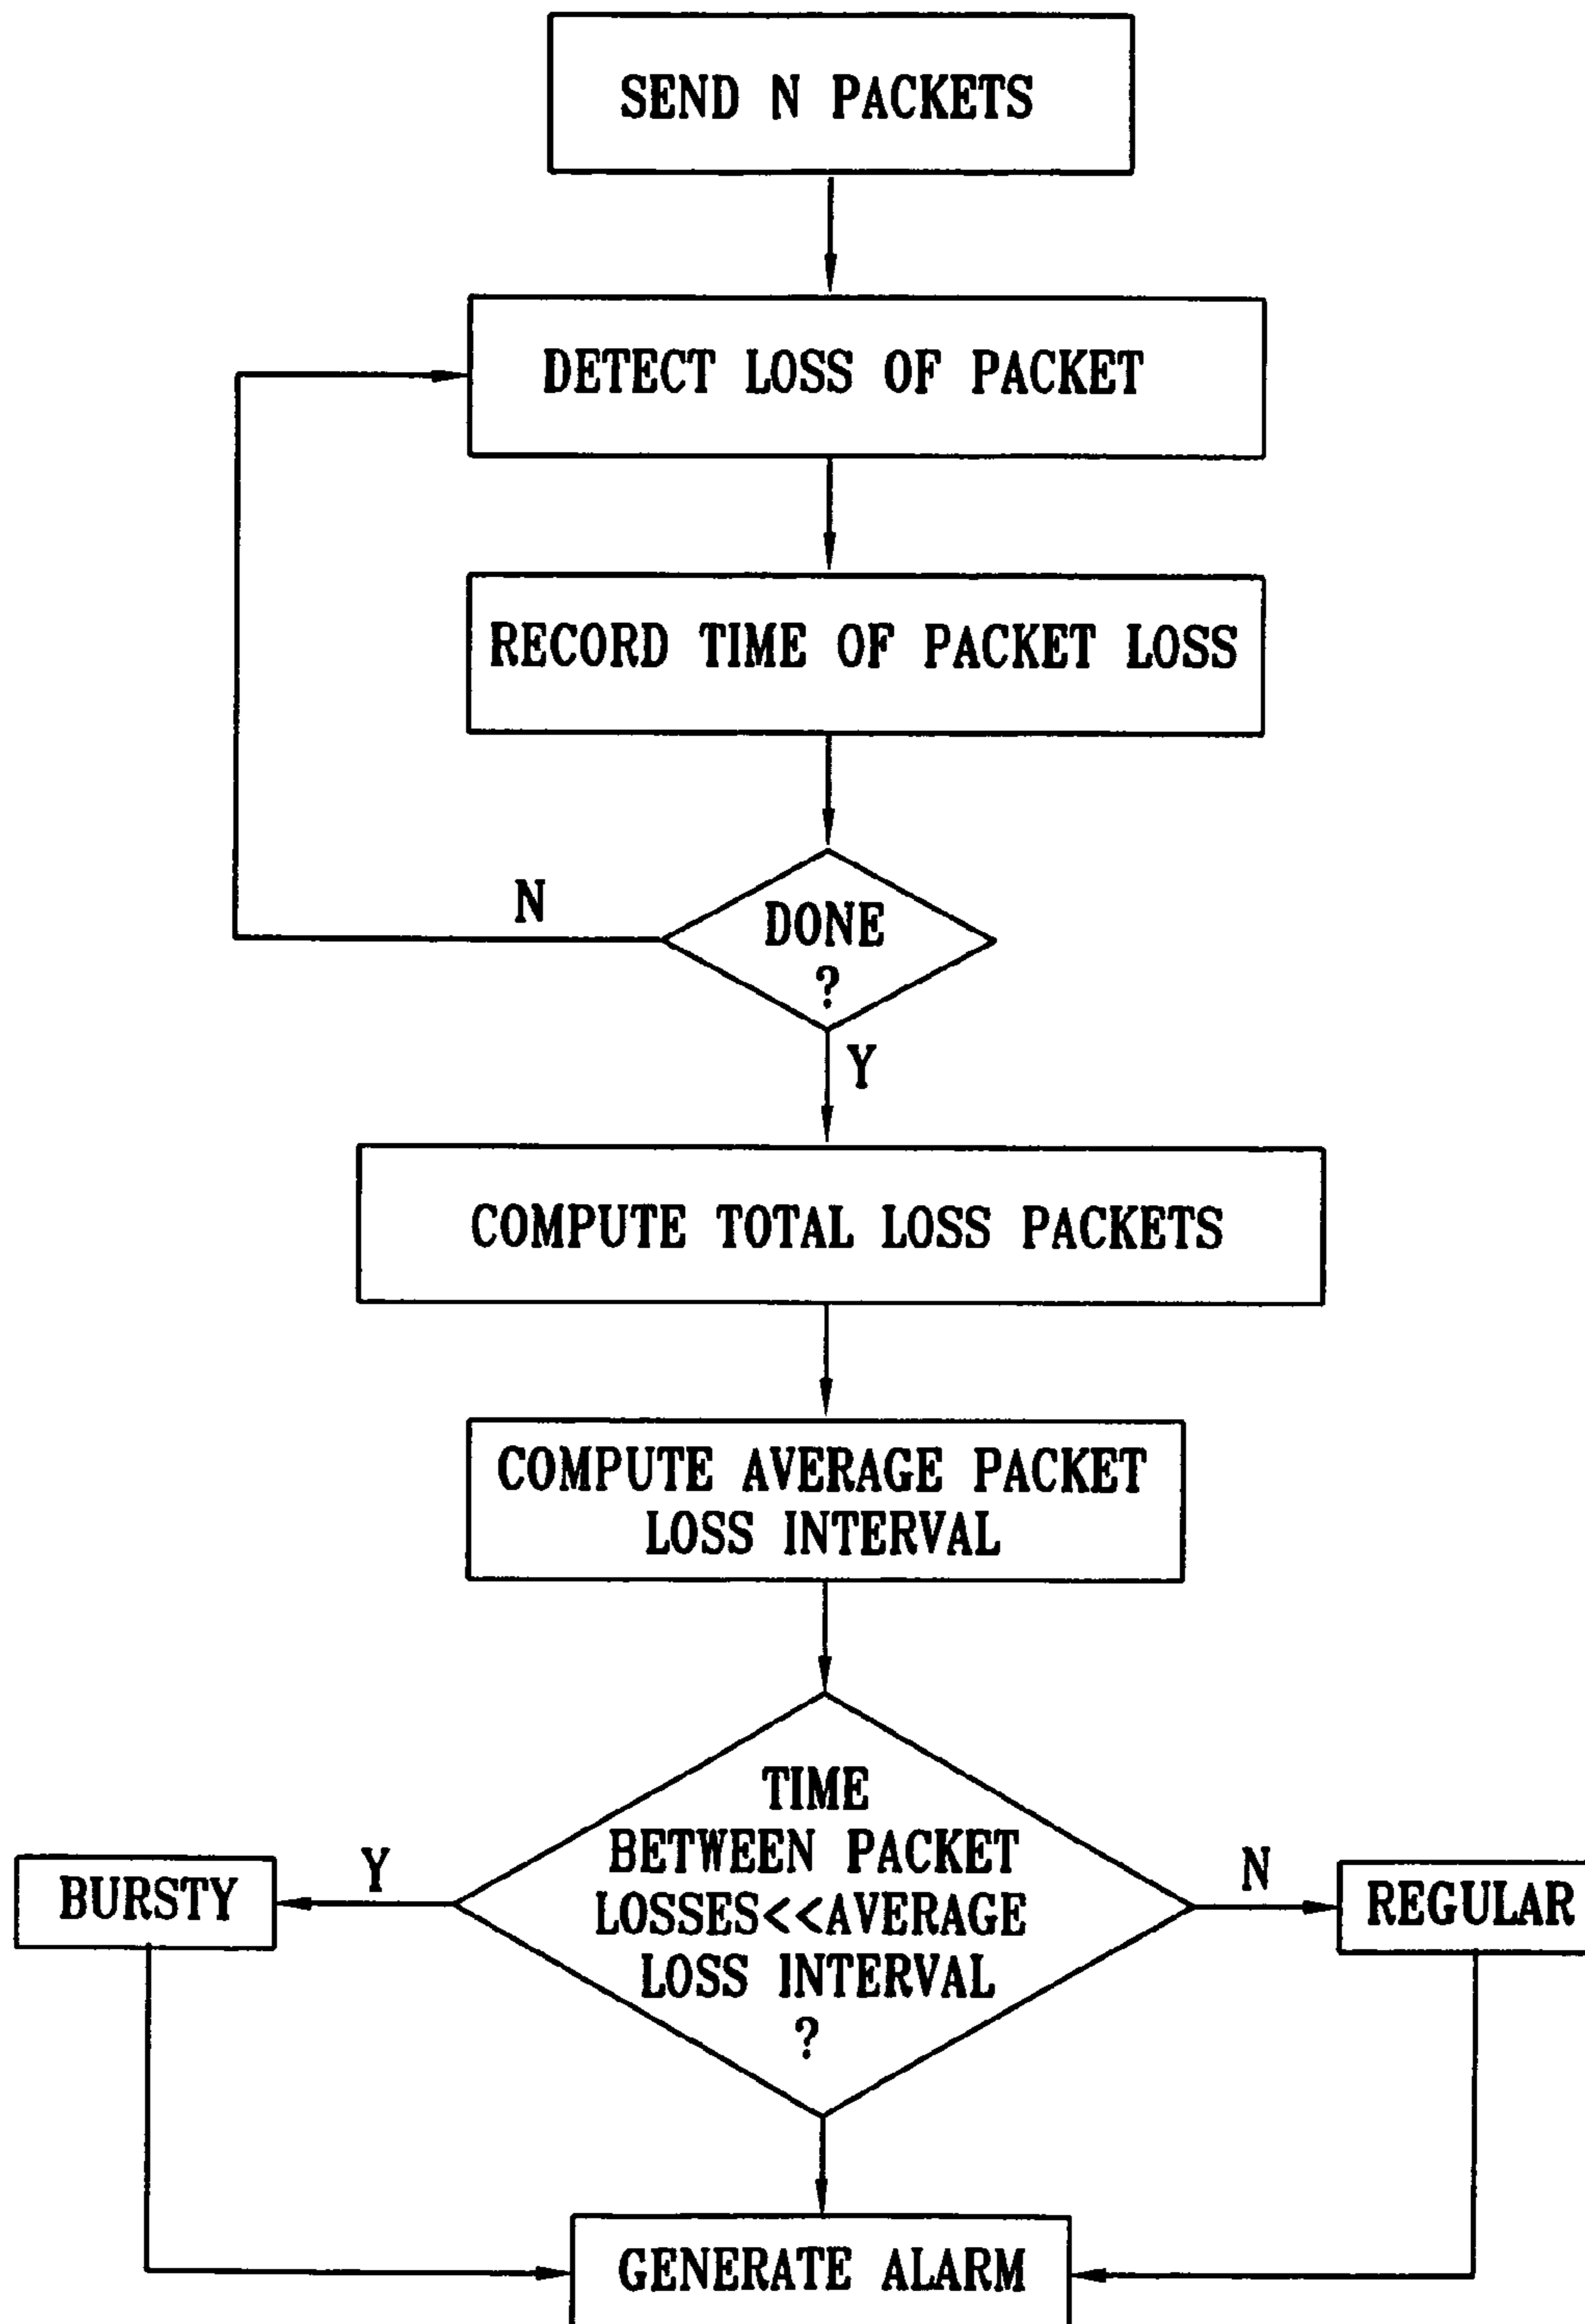 SEND N PACKETS
DETECT LOSS OF PACKET
RECORD TIME OF PACKET LOSS
N
DONE
?
Y
COMPUTE TOTAL LOSS PACKETS
COMPUTE AVERAGE PACKET
LOSS INTERVAL
TIME
BETWEEN PACKET
LOSSES<<AVERAGE
LOSS INTERVAL
?
Y
BURSTY
N
REGULAR
GENERATE ALARM